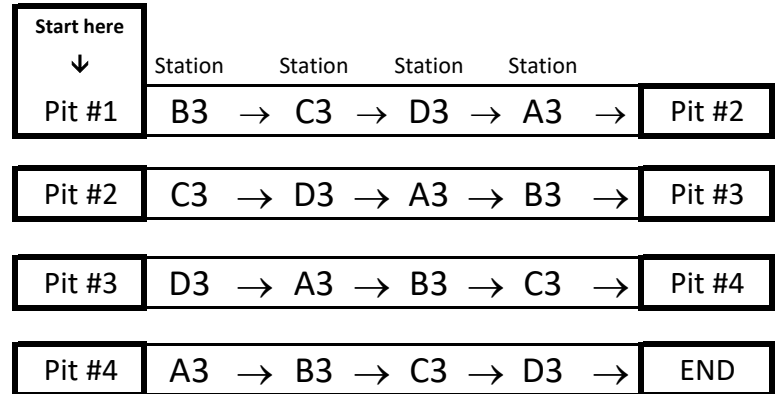 Start here
↓
Station Station Station Station
Pit #1 B3 → C3 → D3 → A3 → Pit #2
Pit #2 C3 → D3 → A3 → B3 → Pit #3
Pit #3 D3 → A3 → B3 → C3 → Pit #4
Pit #4 A3 → B3 → C3 → D3 → END